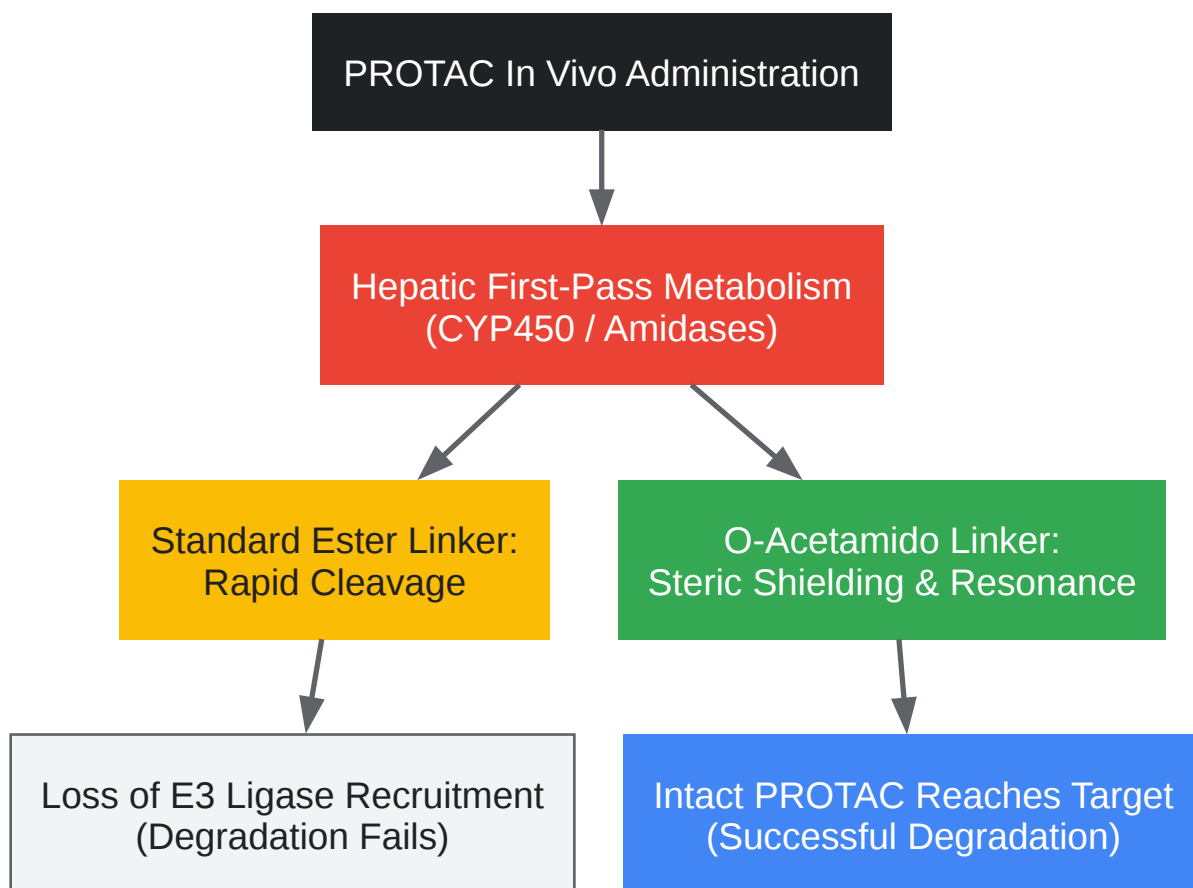 PROTAC In Vivo Administration
Hepatic First-Pass Metabolism
(CYP450 / Amidases)
Standard Ester Linker:
Rapid Cleavage
O-Acetamido Linker:
Steric Shielding & Resonance
Loss of E3 Ligase Recruitment
(Degradation Fails)
Intact PROTAC Reaches Target
(Successful Degradation)